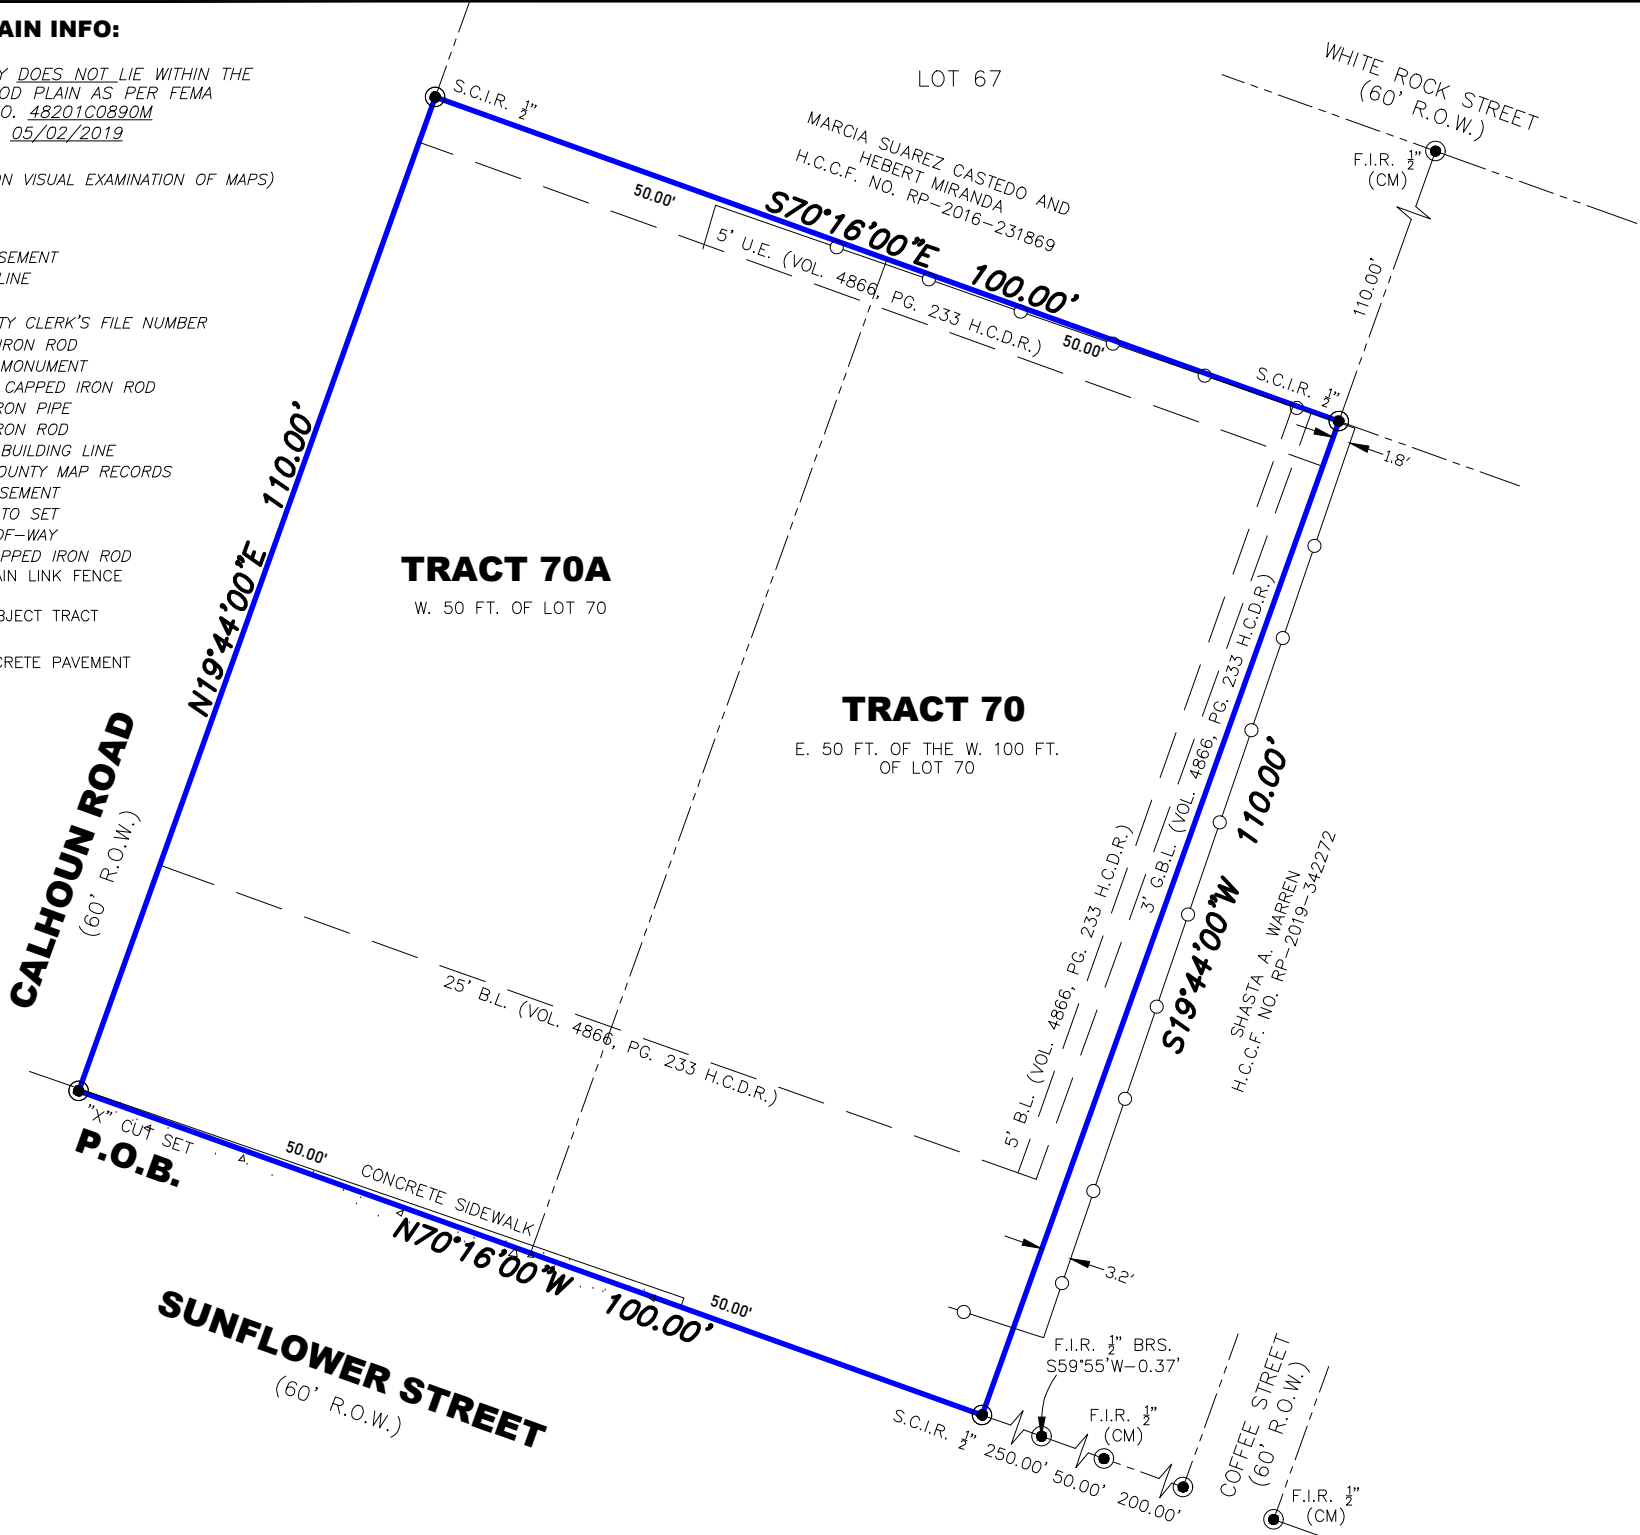 AIN INFO:
Y DOES NOT LIE WITHIN THE
OD PLAIN AS PER FEMA
O. 48201C0890M
05/02/2019
ON VISUAL EXAMINATION OF MAPS)
SEMENT
LINE
TY CLERK'S FILE NUMBER
IRON ROD
MONUMENT
CAPPED IRON ROD
RON PIPE
RON ROD
BUILDING LINE
OUNTY MAP RECORDS
SEMENT
TO SET
OF-WAY
PPED IRON ROD
AIN LINK FENCE
BJECT TRACT
CRETE PAVEMENT
LOT 67
WHITE ROCK STREET
(60' R.O.W.)
F.I.R. ½"
(CM)
110.00'
S.C.I.R. ½"
MARCIA SUAREZ CASTEDO AND
HEBERT MIRANDA
H.C.C.F. NO. RP-2016-231869
50.00'
S70°16'00"E 100.00'
5' U.E. (VOL. 4866, PG. 233 H.C.D.R.)
50.00'
S.C.I.R. ½"
1.8'
N19°44'00"E 110.00'
TRACT 70A
W. 50 FT. OF LOT 70
TRACT 70
E. 50 FT. OF THE W. 100 FT.
OF LOT 70
CALHOUN ROAD
(60' R.O.W.)
5' B.L. (VOL. 4866, PG. 233 H.C.D.R.)
3' G.B.L. (VOL. 4866, PG. 233 H.C.D.R.)
S19°44'00"W 110.00'
SHASTA A. WARREN
H.C.C.F. NO. RP-2019-342272
25' B.L. (VOL. 4866, PG. 233 H.C.D.R.)
"X" CUT SET
P.O.B.
50.00'
CONCRETE SIDEWALK
N70°16'00"W 100.00'
50.00'
3.2'
SUNFLOWER STREET
(60' R.O.W.)
F.I.R. ½" BRS.
S59°55'W-0.37'
F.I.R. ½"
(CM)
S.C.I.R. ½" 250.00' 50.00' 200.00'
COFFEE STREET
(60' R.O.W.)
F.I.R. ½"
(CM)